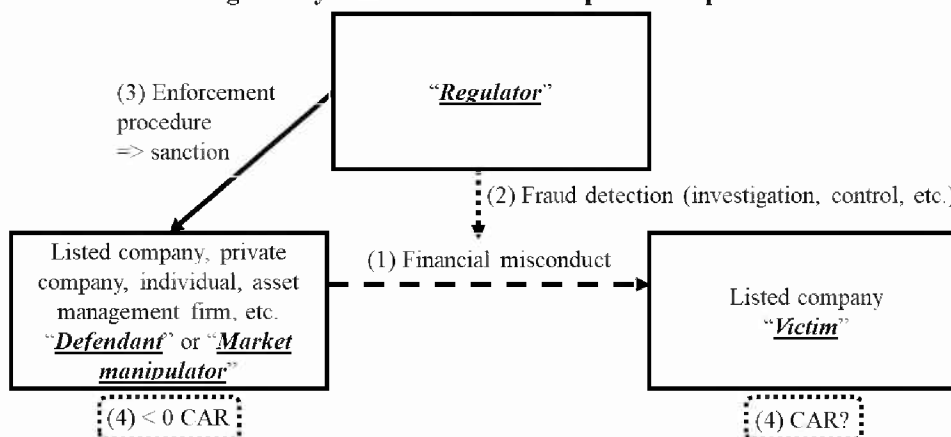 “Regulator”
(3) Enforcement
procedure
=> sanction
(2) Fraud detection (investigation, control, etc.)
(1) Financial misconduct
Listed company, private
company, individual, asset
management firm, etc.
“Defendant” or “Market
manipulator”
Listed company
“Victim”
(4) < 0 CAR
(4) CAR?